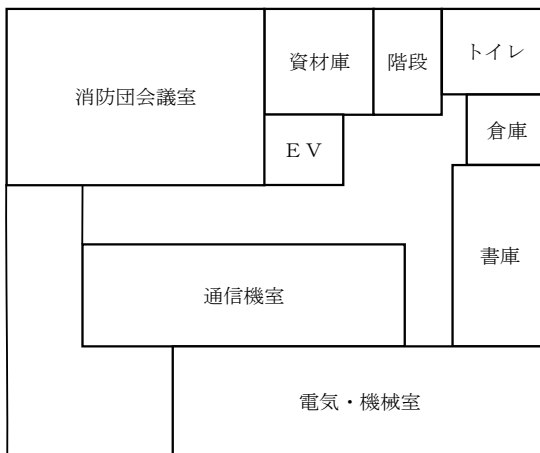 消防団会議室
資材庫
階段
トイレ
ＥＶ
倉庫
書庫
通信機室
電気・機械室